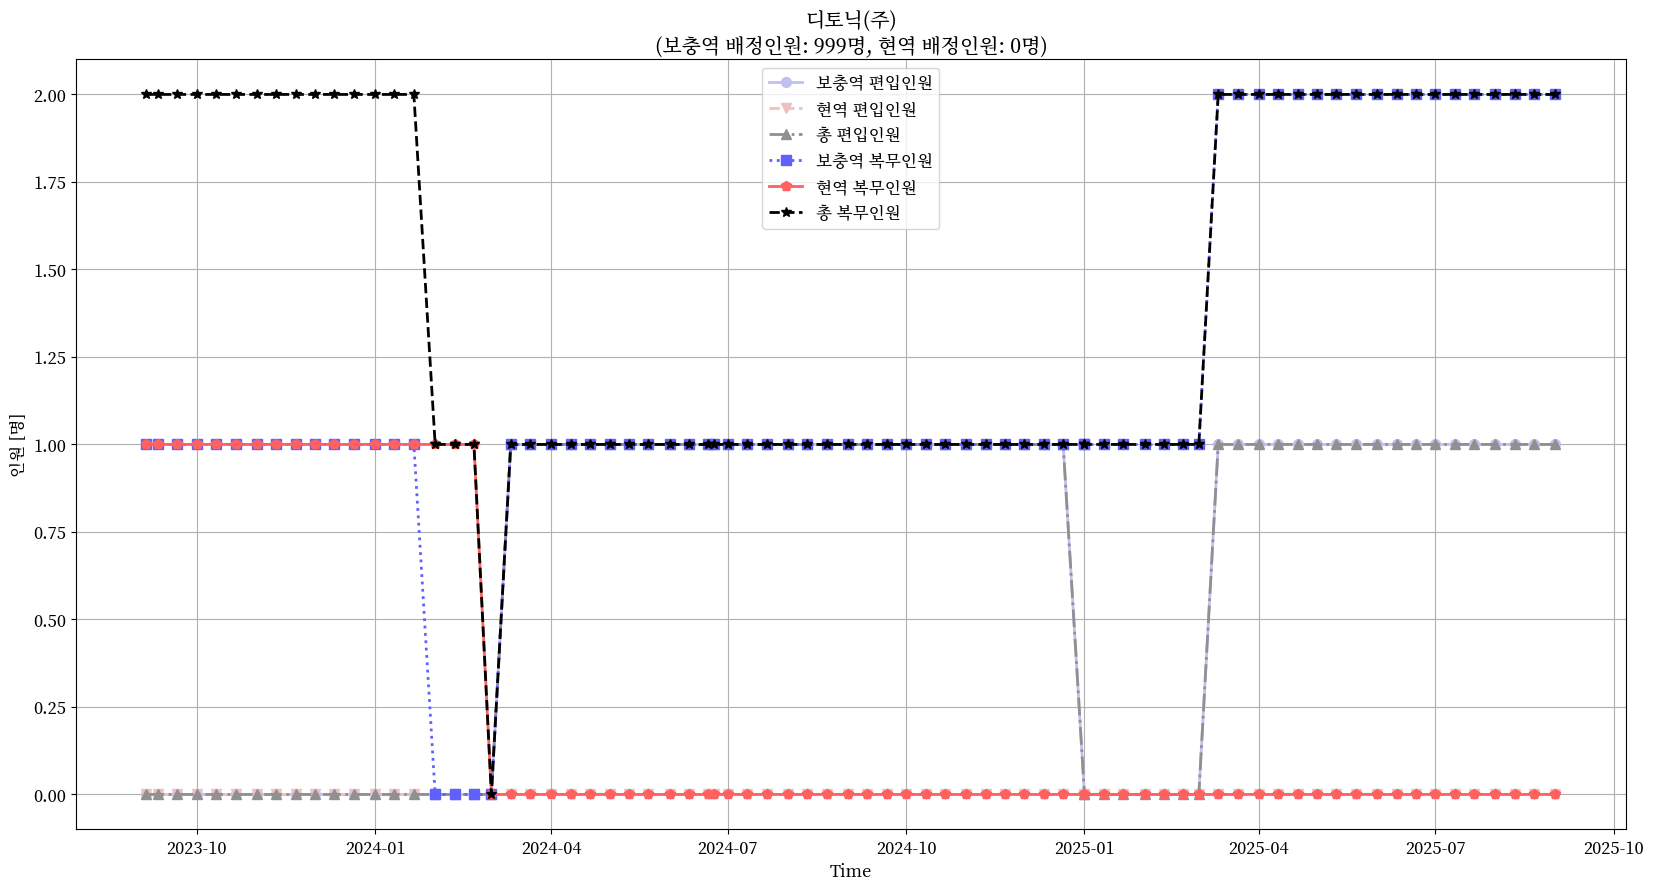 디토닉(주)
(보충역 배정인원: 999명, 현역 배정인원: 0명)
보충역 편입인원
현역 편입인원
총 편입인원
보충역 복무인원
현역 복무인원
총 복무인원
2.00
1.75
1.50
1.25
1.00
0.75
0.50
0.25
0.00
인원 [명]
2023-10
2024-01
2024-04
2024-07
2024-10
2025-01
2025-04
2025-07
2025-10
Time